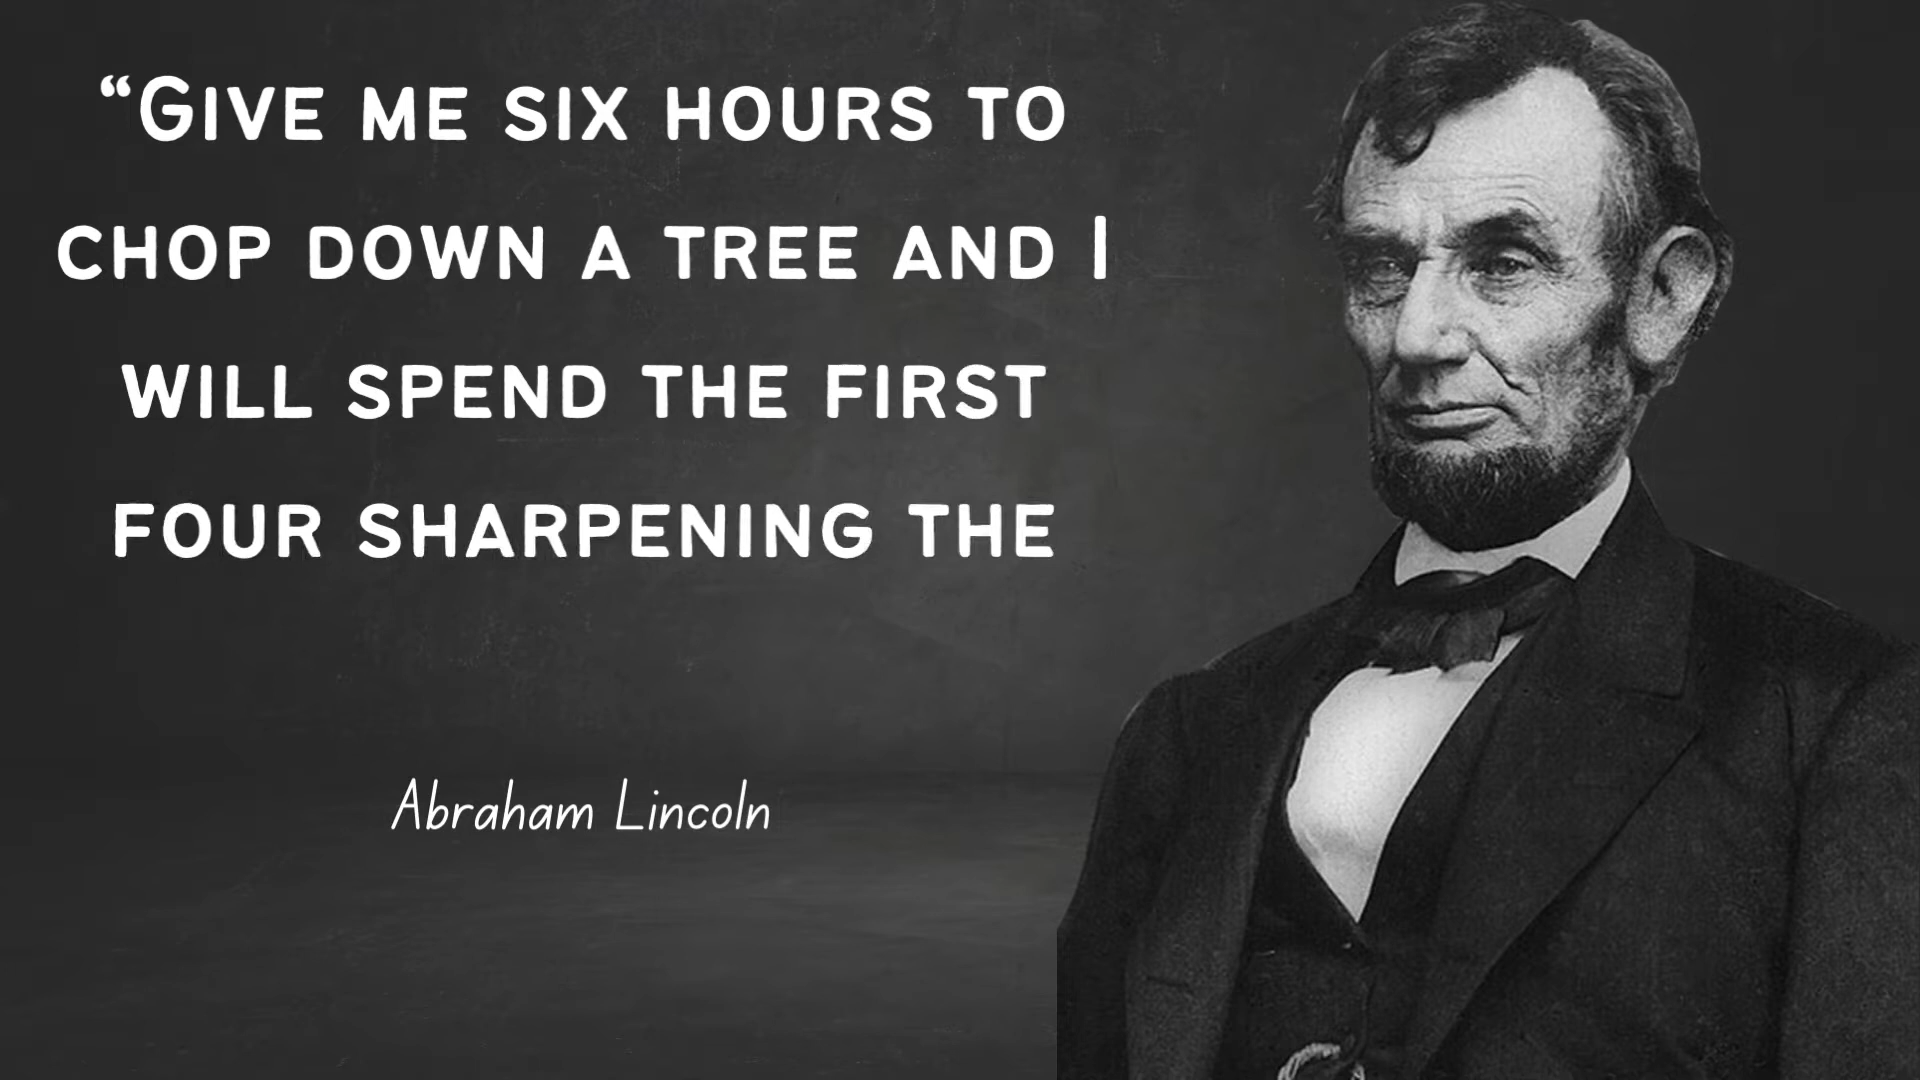 “Give me six hours to
chop down a tree and I
will spend the first
four sharpening the
Abraham Lincoln